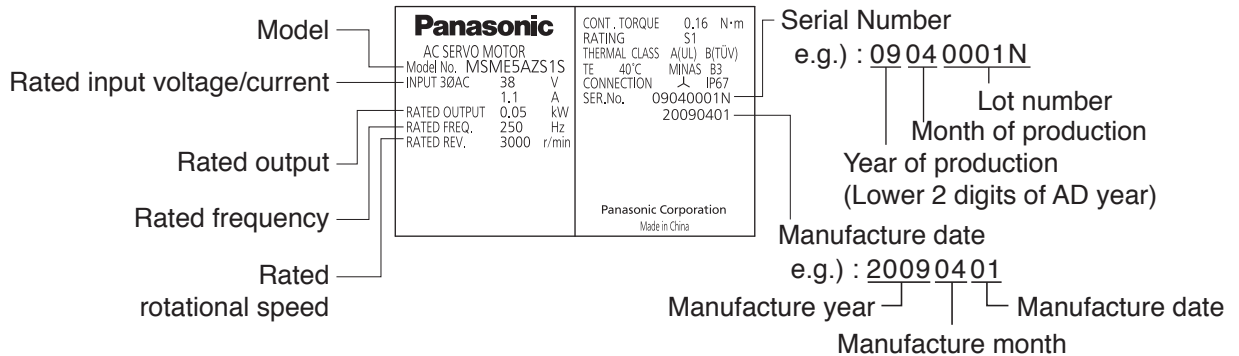 Model
Rated input voltage/current
Rated output
Rated frequency
Rated
rotational speed
Panasonic
AC SERVO MOTOR
Model No. MSME5AZS1S
INPUT 3ØAC 38 V
1.1 A
RATED OUTPUT 0.05 kW
RATED FREQ. 250 Hz
RATED REV. 3000 r/min
CONT. TORQUE 0.16 N·m
RATING S1
THERMAL CLASS A(UL) B(TÜV)
TE 40℃ MINAS B3
CONNECTION 人 IP67
SER.No. 09040001N
20090401
Panasonic Corporation
Made in China
Serial Number
e.g.) : 09 04 0001N
Lot number
Month of production
Year of production
(Lower 2 digits of AD year)
Manufacture date
e.g.) : 2009 04 01
Manufacture year
Manufacture date
Manufacture month